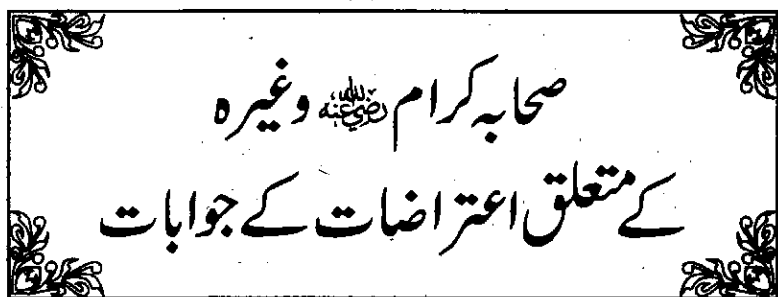 صحابہ کرام رضی اللہ عنہ وغیرہ
کے متعلق اعتراضات کے جوابات